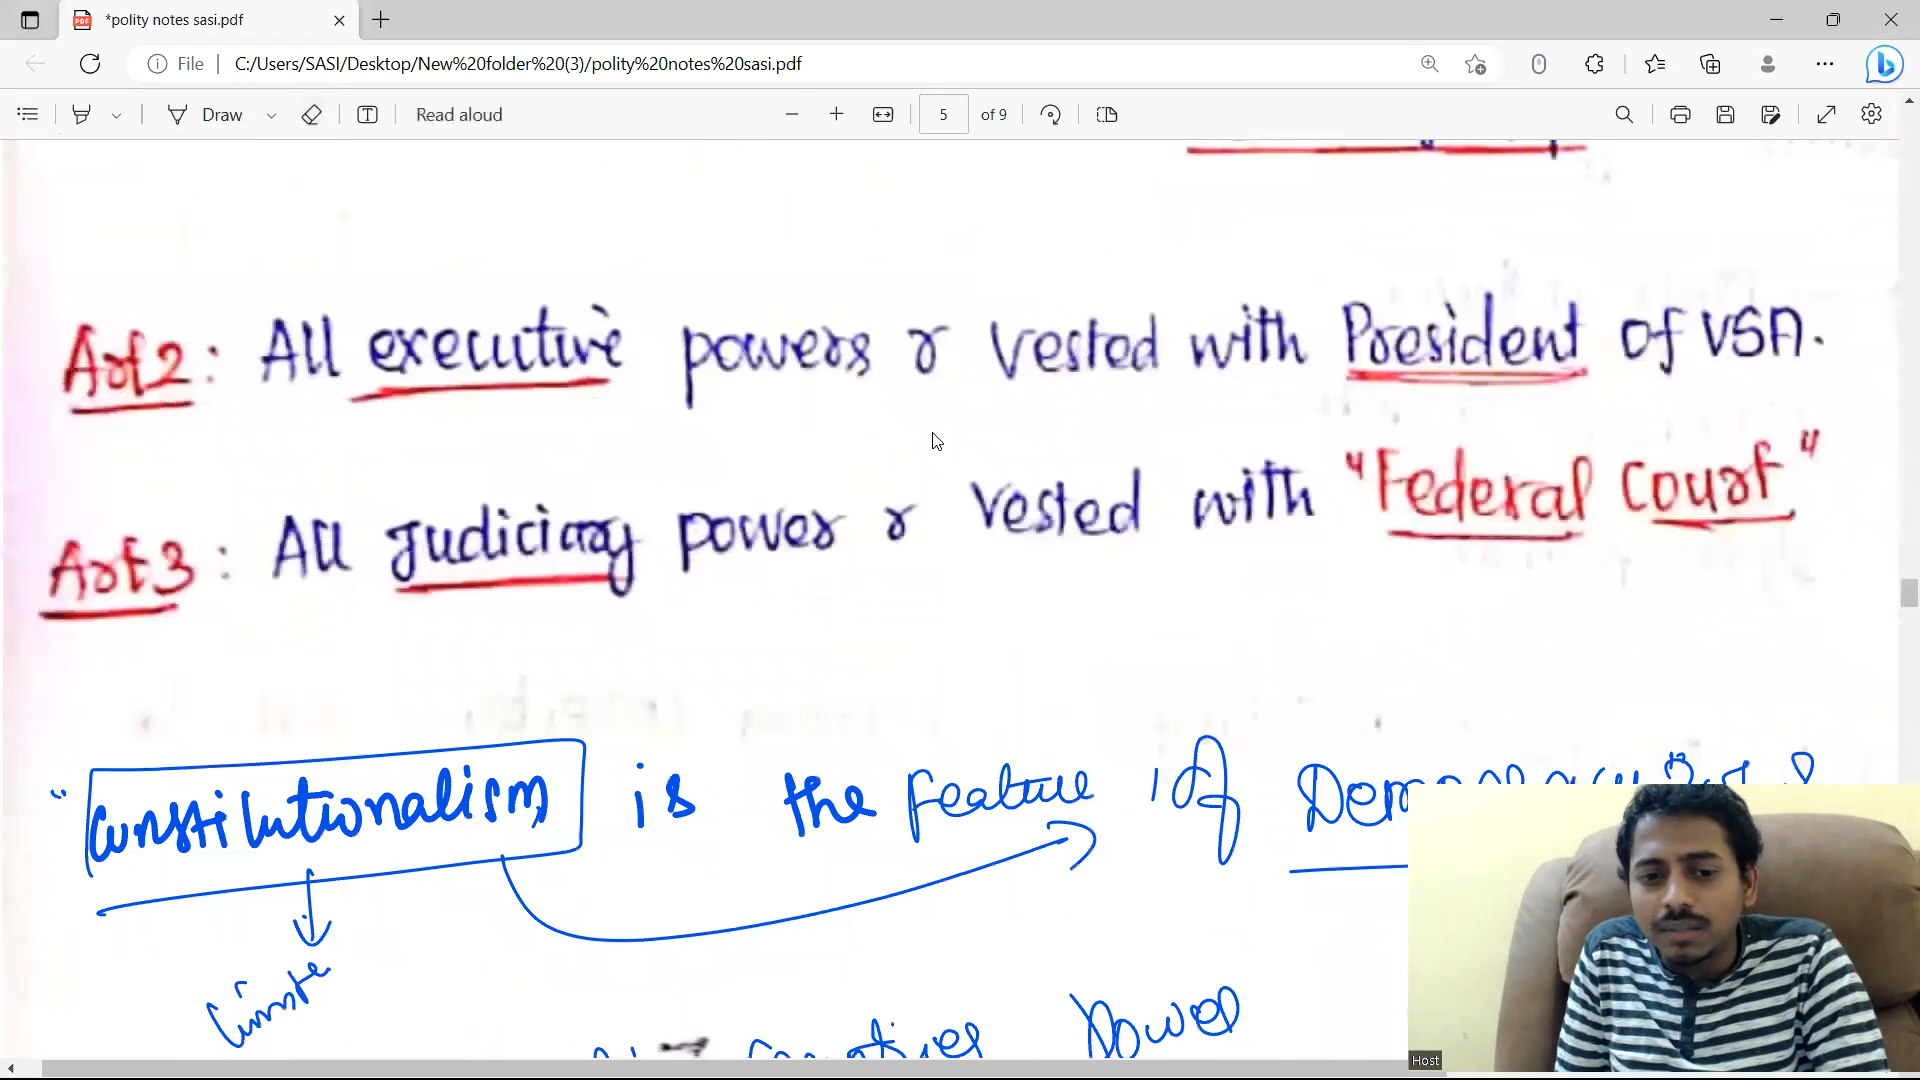 *polity notes sasi.pdf
File C:/Users/SASI/Desktop/New%20folder%20(3)/polity%20notes%20sasi.pdf
Draw Read aloud 5 of 9
Art2: All executive powers r vested with President of USA.
Art3: All Judiciary power r vested with "Federal Court"
"Constitutionalism is the feature of
Limits
Power
Host